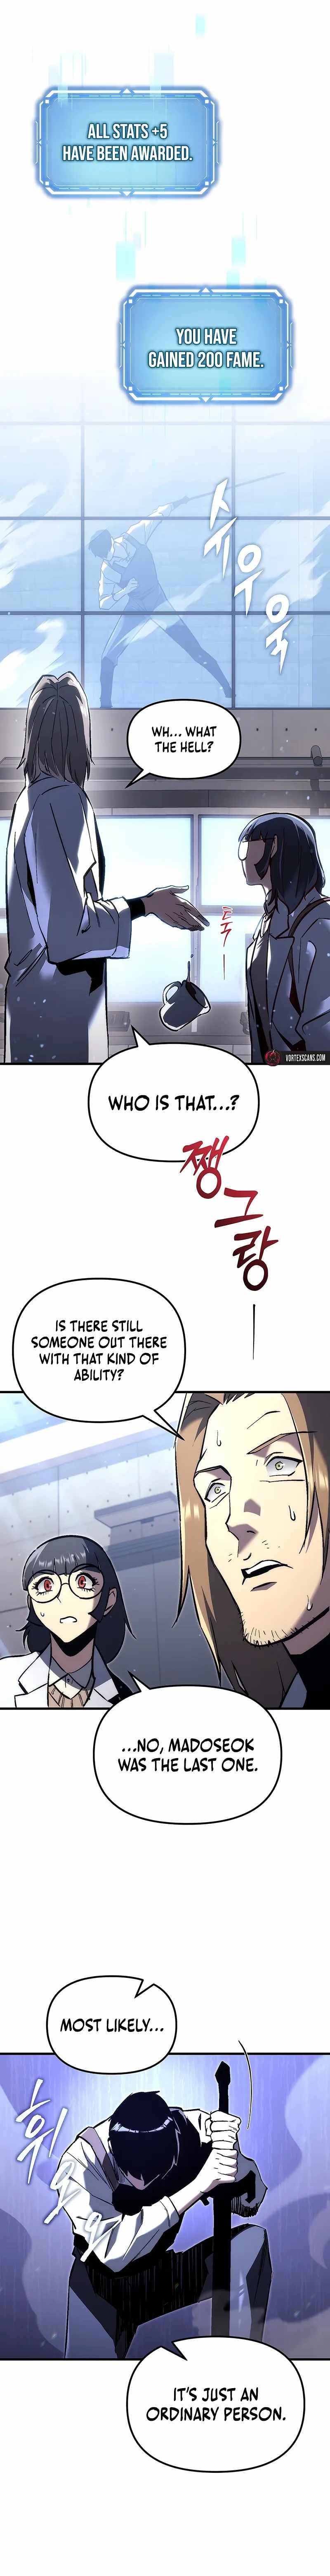 ALL STATS +5
HAVE BEEN AWARDED.
YOU HAVE
GAINED 200 FAME.
수우욱
WH... WHAT
THE HELL?
툭
VORTEXSCANS.COM
WHO IS THAT...?
쨍그랑
IS THERE STILL
SOMEONE OUT THERE
WITH THAT KIND OF
ABILITY?
...NO, MADOSEOK
WAS THE LAST ONE.
MOST LIKELY...
휘
IT'S JUST AN
ORDINARY PERSON.